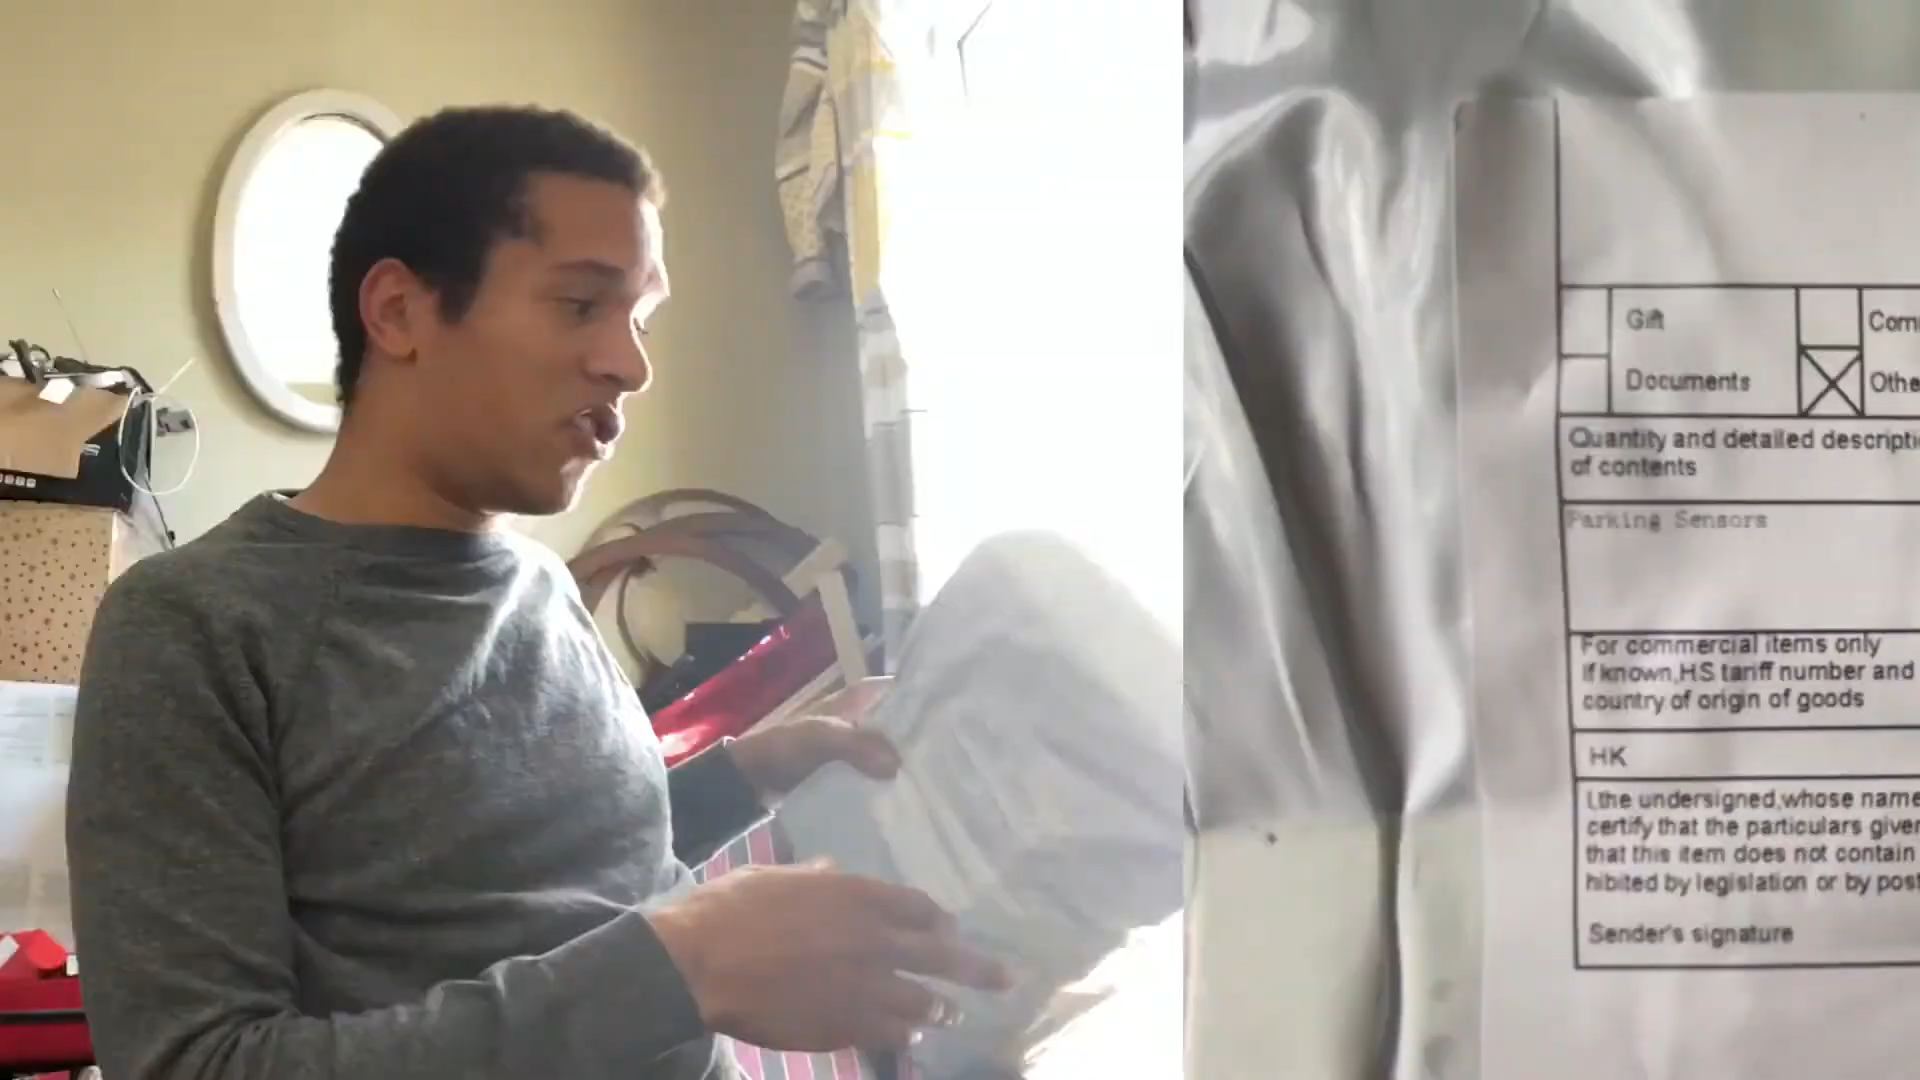 Gift
Com
Documents
Othe
Quantity and detailed descripti
of contents
Parking Sensors
For commercial items only
If known,HS tariff number and
country of origin of goods
HK
I,the undersigned,whose name
certify that the particulars given
that this item does not contain
hibited by legislation or by post
Sender's signature